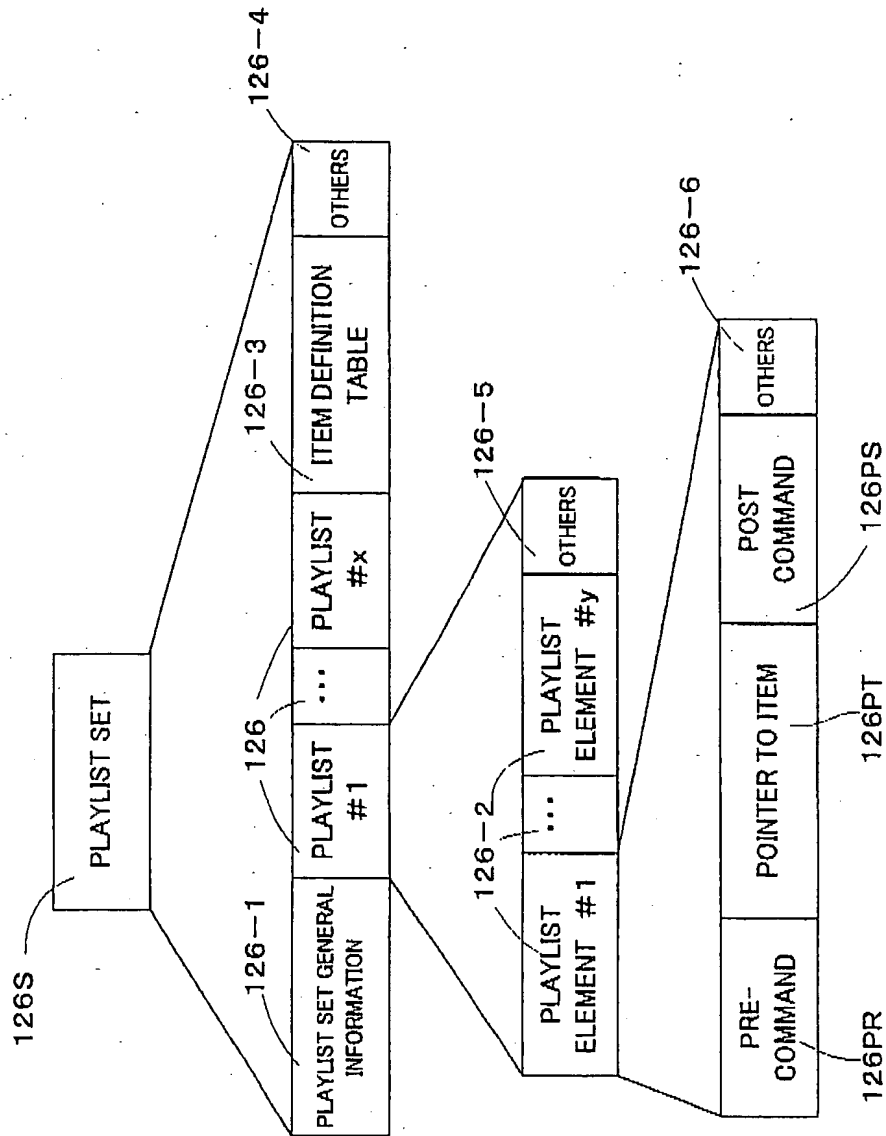 126S
PLAYLIST SET
126-1
126
126-3
126-4
PLAYLIST SET GENERAL
INFORMATION
PLAYLIST
#1
...
PLAYLIST
#x
ITEM DEFINITION
TABLE
OTHERS
126-2
126-5
PLAYLIST
ELEMENT #1
...
PLAYLIST
ELEMENT #y
OTHERS
126-6
PRE-
COMMAND
POINTER TO ITEM
POST
COMMAND
OTHERS
126PR
126PT
126PS